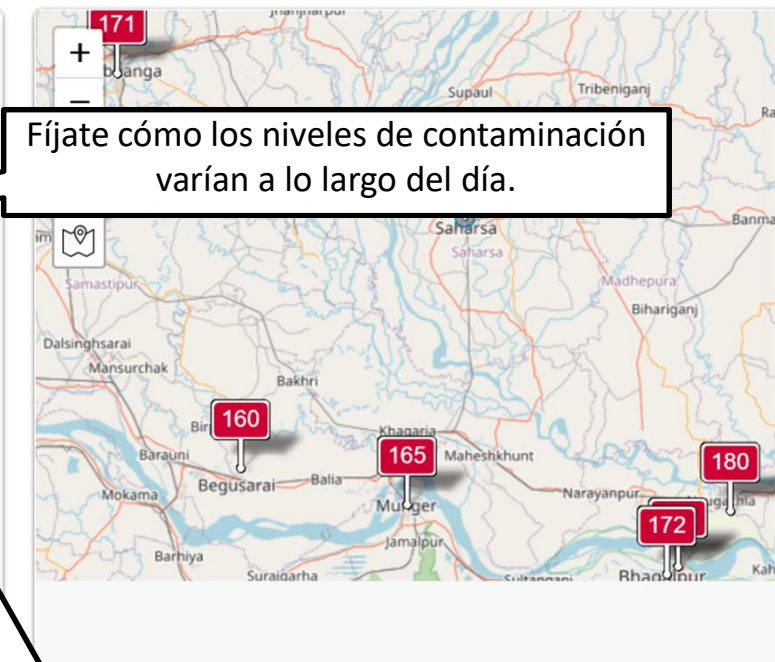 171
Supaul
Tribeniganj
+
−
Fíjate cómo los niveles de contaminación
varían a lo largo del día.
Banma
Saharsa
Saharsa
Samastipur
Madhepura
Bihariganj
Dalsinghsarai
Mansurchak
Bakhri
160
Khagaria
165
Maheshkhunt
180
Barauni
Begusarai
Balia
Narayanpur
Mokama
Munger
172
Jamalpur
Barhiya
Surajgarha
Sultanganj
Bhagalpur